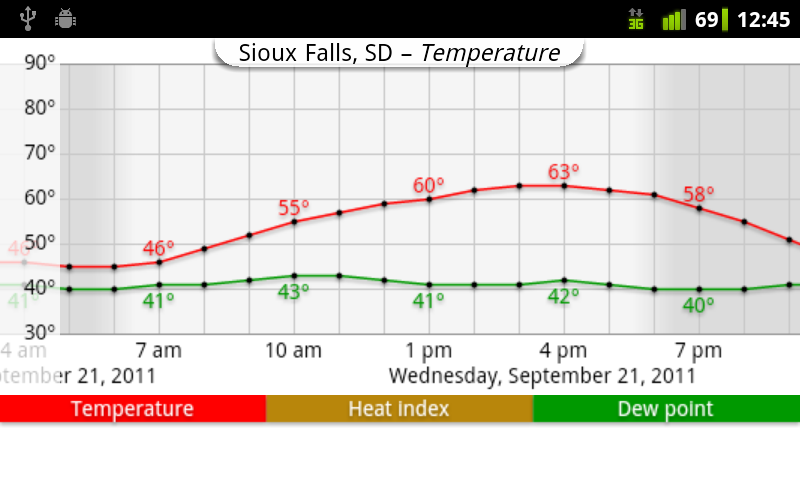 3G 69 12:45
Sioux Falls, SD – Temperature
90°
80°
70°
60°
50°
40°
30°
46° 46° 55° 60° 63° 58°
41° 41° 43° 41° 42° 40°
4 am 7 am 10 am 1 pm 4 pm 7 pm
tember 21, 2011 Wednesday, September 21, 2011
Temperature Heat index Dew point